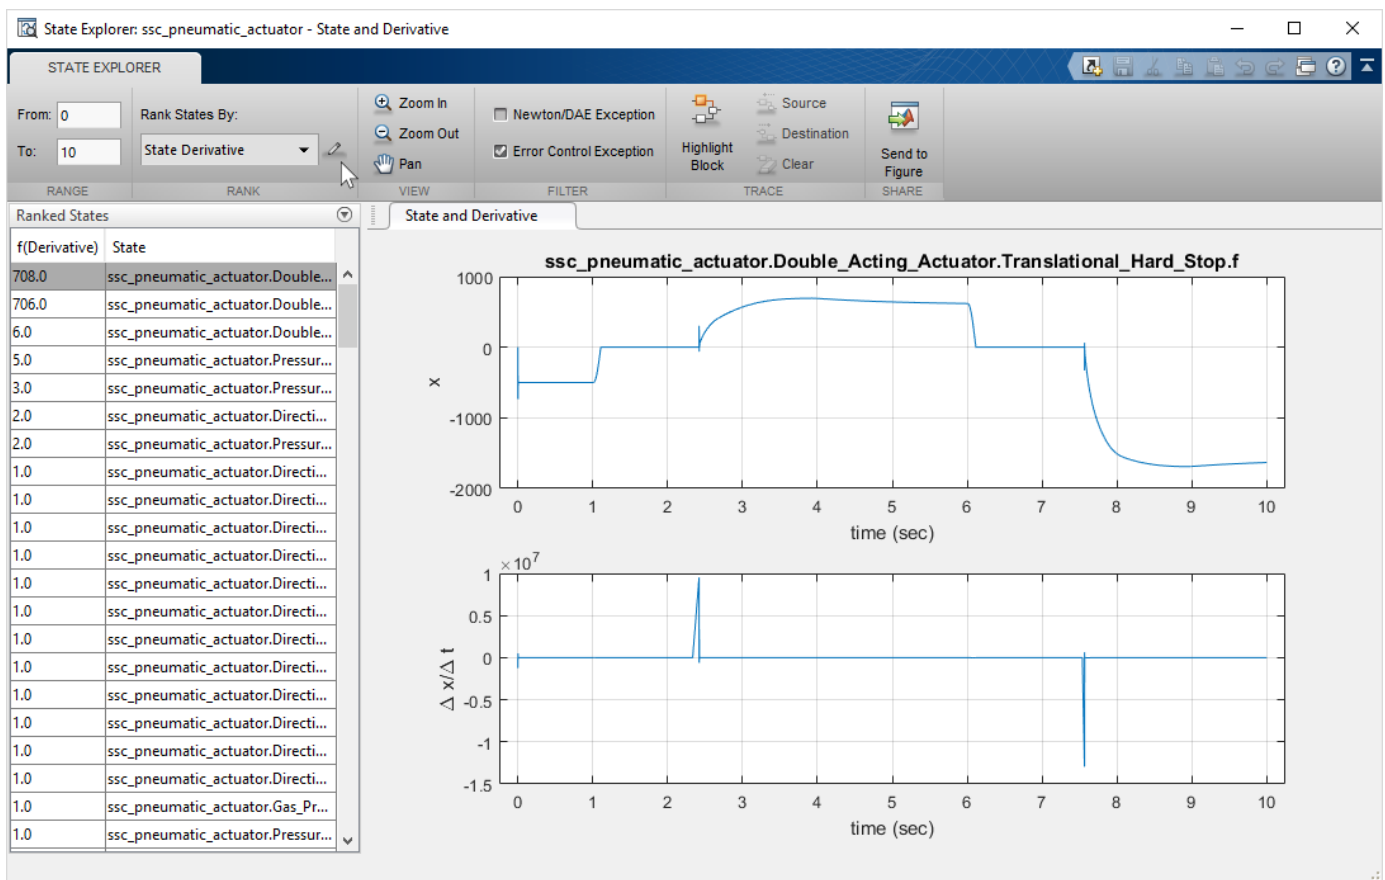 State Explorer: ssc_pneumatic_actuator - State and Derivative
STATE EXPLORER
From: 0
To: 10
RANGE
Rank States By:
State Derivative
RANK
Zoom In
Zoom Out
Pan
VIEW
Newton/DAE Exception
Error Control Exception
FILTER
Highlight
Block
Source
Destination
Clear
TRACE
Send to
Figure
SHARE
Ranked States
f(Derivative) State
708.0 ssc_pneumatic_actuator.Double...
706.0 ssc_pneumatic_actuator.Double...
6.0 ssc_pneumatic_actuator.Double...
5.0 ssc_pneumatic_actuator.Pressur...
3.0 ssc_pneumatic_actuator.Pressur...
2.0 ssc_pneumatic_actuator.Directi...
2.0 ssc_pneumatic_actuator.Pressur...
1.0 ssc_pneumatic_actuator.Directi...
1.0 ssc_pneumatic_actuator.Directi...
1.0 ssc_pneumatic_actuator.Directi...
1.0 ssc_pneumatic_actuator.Directi...
1.0 ssc_pneumatic_actuator.Directi...
1.0 ssc_pneumatic_actuator.Directi...
1.0 ssc_pneumatic_actuator.Directi...
1.0 ssc_pneumatic_actuator.Directi...
1.0 ssc_pneumatic_actuator.Directi...
1.0 ssc_pneumatic_actuator.Directi...
1.0 ssc_pneumatic_actuator.Directi...
1.0 ssc_pneumatic_actuator.Directi...
1.0 ssc_pneumatic_actuator.Gas_Pr...
1.0 ssc_pneumatic_actuator.Pressur...
State and Derivative
ssc_pneumatic_actuator.Double_Acting_Actuator.Translational_Hard_Stop.f
1000
0
-1000
-2000
x
0 1 2 3 4 5 6 7 8 9 10
time (sec)
×10⁷
1
0.5
0
-0.5
-1
-1.5
Δ x/Δ t
0 1 2 3 4 5 6 7 8 9 10
time (sec)